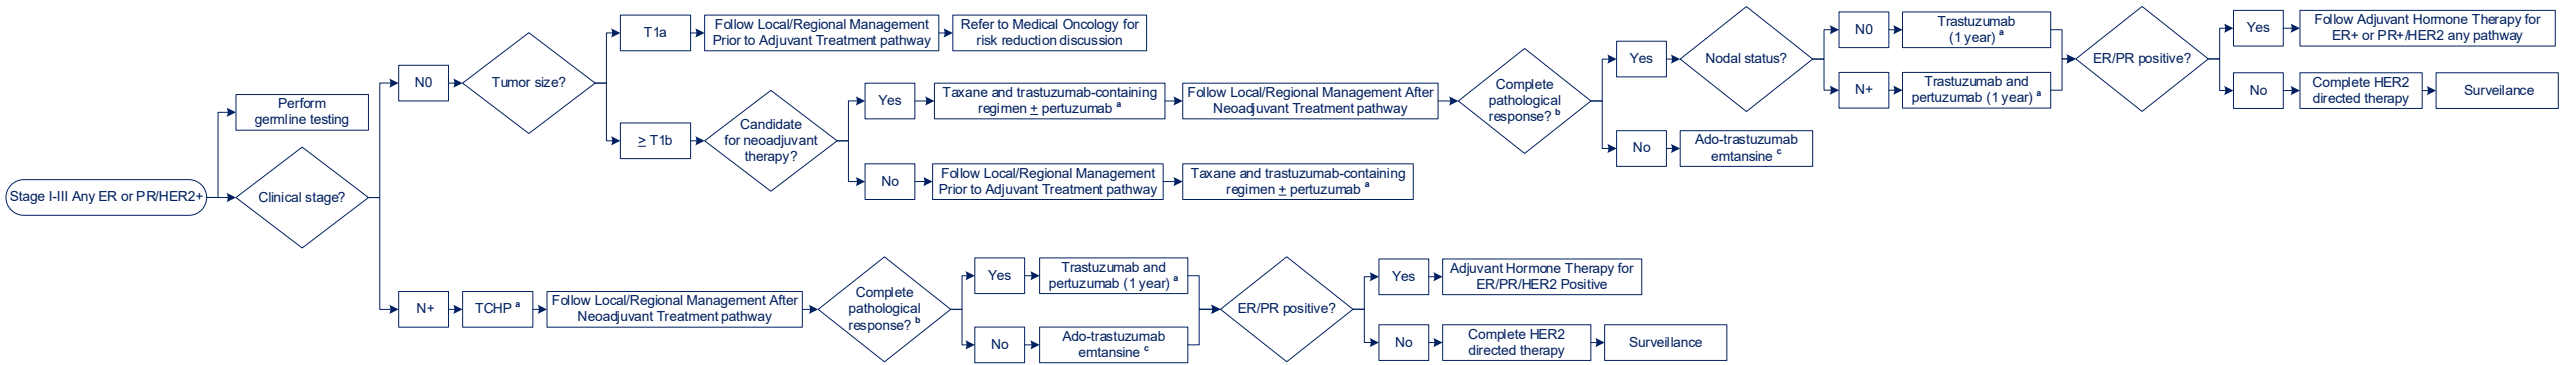 Stage I-III Any ER or PR/HER2+
Perform
germline testing
Clinical stage?
N0
Tumor size?
T1a
Follow Local/Regional Management
Prior to Adjuvant Treatment pathway
Refer to Medical Oncology for
risk reduction discussion
≥ T1b
Candidate
for neoadjuvant
therapy?
Yes
Taxane and trastuzumab-containing
regimen ± pertuzumab ᵃ
Follow Local/Regional Management After
Neoadjuvant Treatment pathway
Complete
pathological
response? ᵇ
Yes
Nodal status?
N0
Trastuzumab
(1 year) ᵃ
N+
Trastuzumab and
pertuzumab (1 year) ᵃ
ER/PR positive?
Yes
Follow Adjuvant Hormone Therapy for
ER+ or PR+/HER2 any pathway
No
Complete HER2
directed therapy
Surveilance
No
Ado-trastuzumab
emtansine ᶜ
No
Follow Local/Regional Management
Prior to Adjuvant Treatment pathway
Taxane and trastuzumab-containing
regimen ± pertuzumab ᵃ
N+
TCHP ᵃ
Follow Local/Regional Management After
Neoadjuvant Treatment pathway
Complete
pathological
response? ᵇ
Yes
Trastuzumab and
pertuzumab (1 year) ᵃ
No
Ado-trastuzumab
emtansine ᶜ
ER/PR positive?
Yes
Adjuvant Hormone Therapy for
ER/PR/HER2 Positive
No
Complete HER2
directed therapy
Surveillance